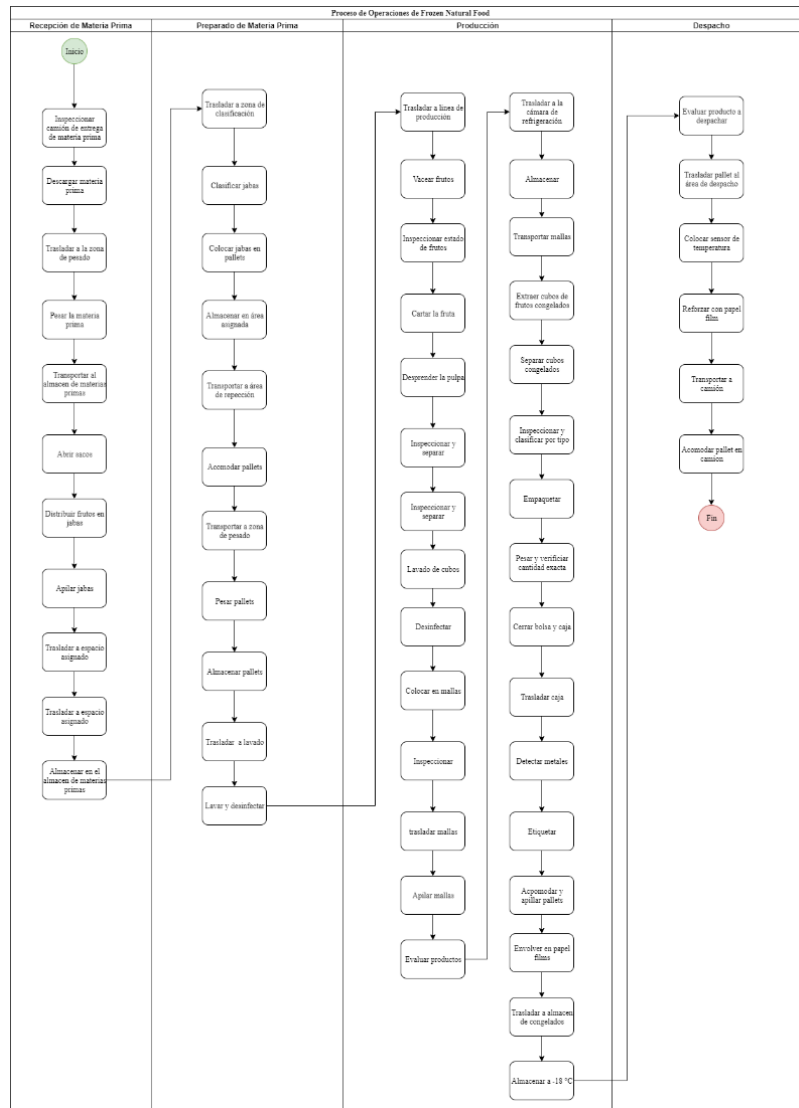 Proceso de Operaciones de Frozen Natural Food
Recepción de Materia Prima
Preparado de Materia Prima
Producción
Despacho
Inicio
Inspeccionar
camión de entrega
de materia prima
Descargar materia
prima
Trasladar a la zona
de pesado
Pesar la materia
prima
Transportar al
almacen de materias
primas
Abrir sacos
Distribuir frutos en
jabas
Apilar jabas
Trasladar a espacio
asignado
Trasladar a espacio
asignado
Almacenar en el
almacen de materias
primas
Trasladar a zona de
clasificación
Clasificar jabas
Colocar jabas en
pallets
Almacenar en área
asignada
Transportar a área
de repección
Acomodar pallets
Transportar a zona
de pesado
Pesar pallets
Almacenar pallets
Trasladar a lavado
Lavar y desinfectar
Trasladar a linea de
producción
Vacear frutos
Inspeccionar estado
de frutos
Cartar la fruta
Desprender la pulpa
Inspeccionar y
separar
Inspeccionar y
separar
Lavado de cubos
Desinfectar
Colocar en mallas
Inspeccionar
trasladar mallas
Apilar mallas
Evaluar productos
Trasladar a la
cámara de
refrigeración
Almacenar
Transportar mallas
Extraer cubos de
frutos congelados
Separar cubos
congelados
Inspeccionar y
clasificar por tipo
Empaquetar
Pesar y verificiar
cantidad exacta
Cerrar bolsa y caja
Trasladar caja
Detectar metales
Etiquetar
Acpomodar y
apillar pallets
Envolver en papel
films
Trasladar a almacen
de congelados
Almacenar a -18 °C
Evaluar producto a
despachar
Trasladar pallet al
área de despacho
Colocar sensor de
temperatura
Reforzar con papel
film
Transportar a
camión
Acomodar pallet en
camion
Fin